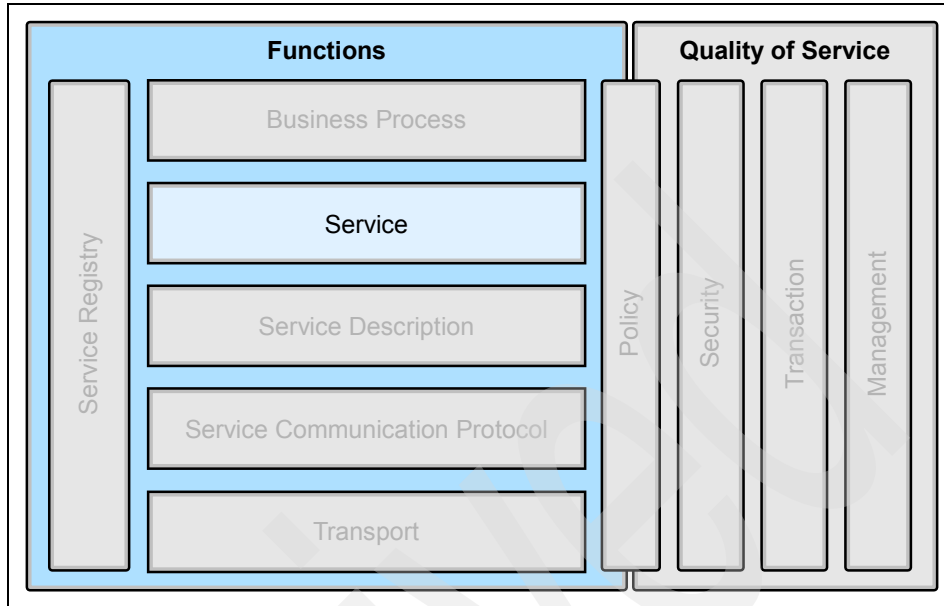 Functions
Quality of Service
Service Registry
Business Process
Service
Service Description
Service Communication Protocol
Transport
Policy
Security
Transaction
Management